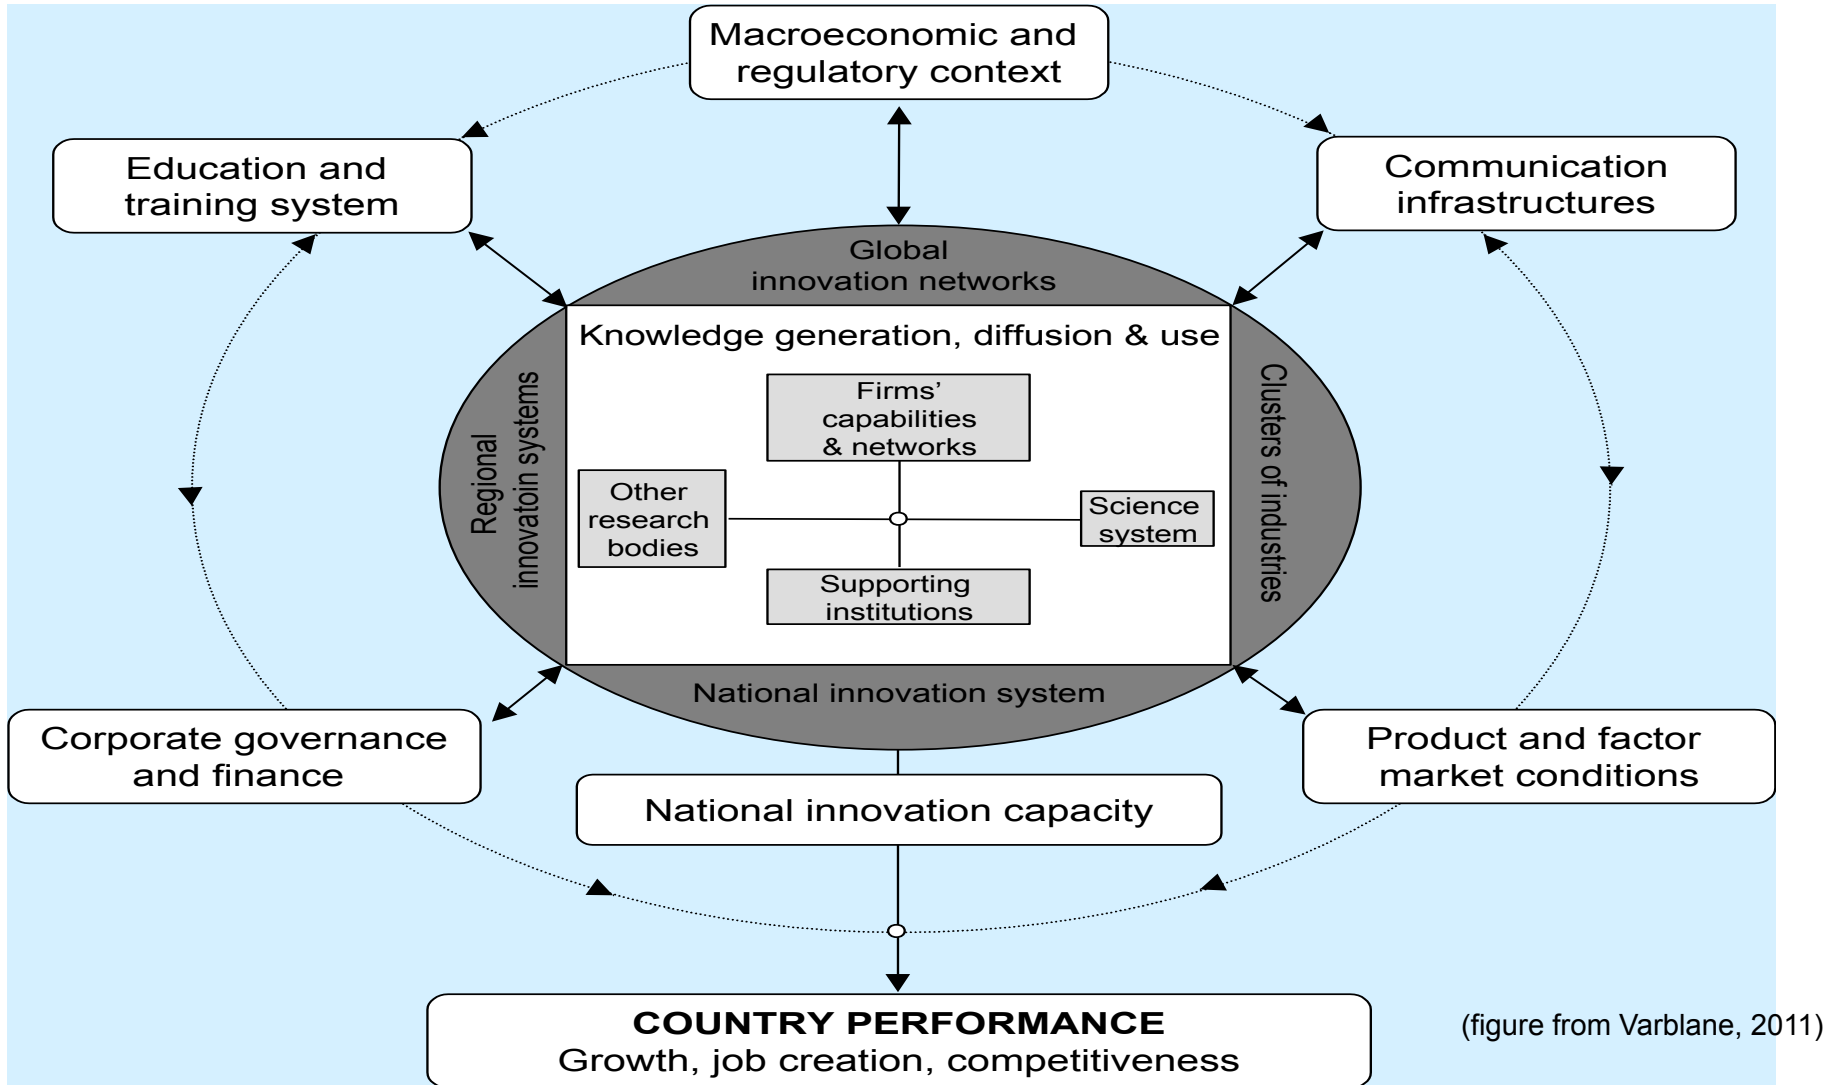 Macroeconomic and
regulatory context
Education and
training system
Communication
infrastructures
Global
innovation networks
Knowledge generation, diffusion & use
Firms’
capabilities
& networks
Regional
innovatoin systems
Clusters of industries
Other
research
bodies
Science
system
Supporting
institutions
National innovation system
Corporate governance
and finance
Product and factor
market conditions
National innovation capacity
COUNTRY PERFORMANCE
Growth, job creation, competitiveness
(figure from Varblane, 2011)